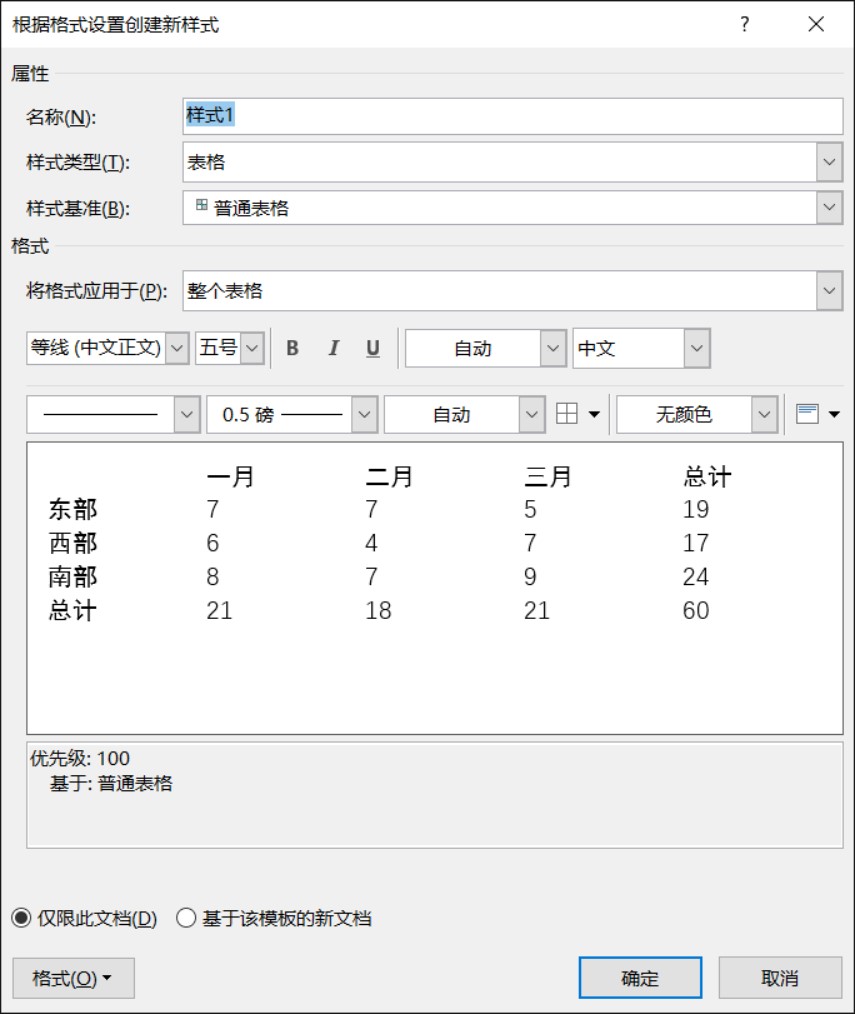 根据格式设置创建新样式 ?
属性
名称(N): 样式1
样式类型(T): 表格
样式基准(B): 普通表格
格式
将格式应用于(P): 整个表格
等线 (中文正文) 五号 B I U 自动 中文
0.5 磅 自动 无颜色
一月 二月 三月 总计
东部 7 7 5 19
西部 6 4 7 17
南部 8 7 9 24
总计 21 18 21 60
优先级: 100
基于: 普通表格
仅限此文档(D) 基于该模板的新文档
格式(O) 确定 取消